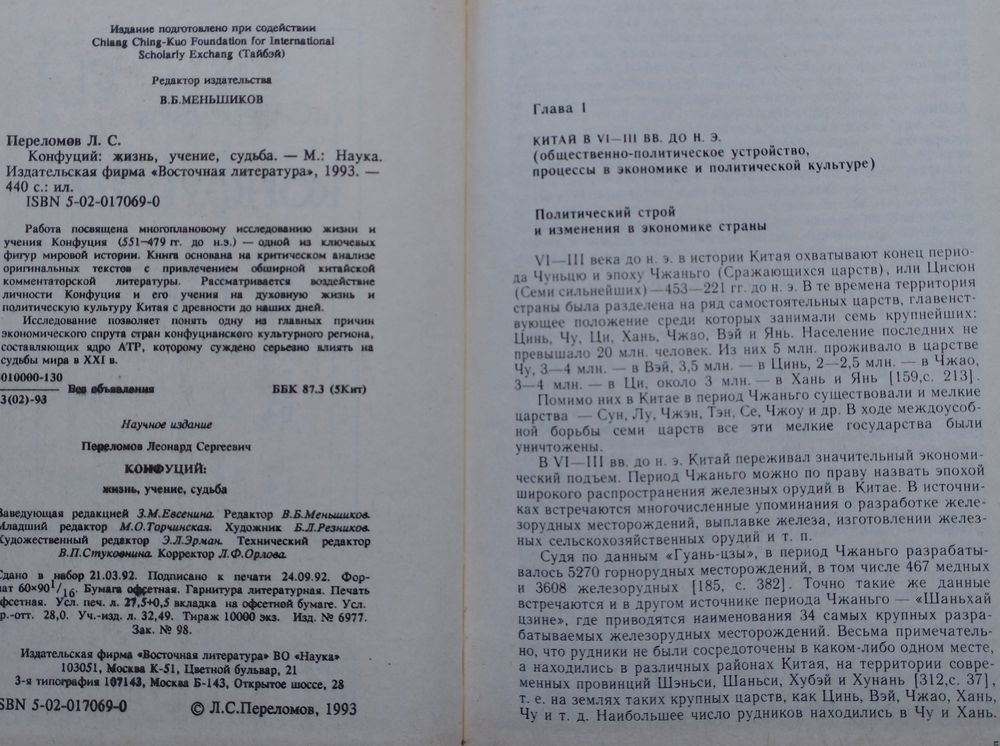 Издание подготовлено при содействии
Chiang Ching-Kuo Foundation for International
Scholarly Exchang (Тайбэй)
Редактор издательства
В.Б.МЕНЬШИКОВ
Переломов Л. С.
Конфуций: жизнь, учение, судьба. — М.: Наука.
Издательская фирма «Восточная литература», 1993. —
440 с.: ил.
ISBN 5-02-017069-0
Работа посвящена многоплановому исследованию жизни и
учения Конфуция (551—479 гг. до н.э.) — одной из ключевых
фигур мировой истории. Книга основана на критическом анализе
оригинальных текстов с привлечением обширной китайской
комментаторской литературы. Рассматривается воздействие
личности Конфуция и его учения на духовную жизнь и
политическую культуру Китая с древности до наших дней.
Исследование позволяет понять одну из главных причин
экономического спрута стран конфуцианского культурного региона,
составляющих ядро АТР, которому суждено серьезно влиять на
судьбы мира в XXI в.
010000-130
3(02)-93
Без объявления
ББК 87.3 (5Кит)
Научное издание
Переломов Леонард Сергеевич
КОНФУЦИЙ:
жизнь, учение, судьба
Заведующая редакцией З.М.Евсенина. Редактор В.Б.Меньшиков.
Младший редактор М.О.Торчинская. Художник Б.Л.Резников.
Художественный редактор Э.Л.Эрман. Технический редактор
В.П.Стуковнина. Корректор Л.Ф.Орлова.
Сдано в набор 21.03.92. Подписано к печати 24.09.92. Фор-
мат 60×90 1/16. Бумага офсетная. Гарнитура литературная. Печать
офсетная. Усл. печ. л. 27,5+0,5 вкладка на офсетной бумаге. Усл.
кр.-отт. 28,0. Уч.-изд. л. 32,49. Тираж 10000 экз. Изд. № 6977.
Зак. № 98.
Издательская фирма «Восточная литература» ВО «Наука»
103051, Москва К-51, Цветной бульвар, 21
3-я типография 107143, Москва Б-143, Открытое шоссе, 28
ISBN 5-02-017069-0
© Л.С.Переломов, 1993
Глава 1
КИТАЙ В VI—III ВВ. ДО Н. Э.
(общественно-политическое устройство,
процессы в экономике и политической культуре)
Политический строй
и изменения в экономике страны
VI—III века до н. э. в истории Китая охватывают конец перио-
да Чуньцю и эпоху Чжаньго (Сражающихся царств), или Цисюн
(Семи сильнейших) —453—221 гг. до н. э. В те времена территория
страны была разделена на ряд самостоятельных царств, главенст-
вующее положение среди которых занимали семь крупнейших:
Цинь, Чу, Ци, Хань, Чжао, Вэй и Янь. Население последних не
превышало 20 млн. человек. Из них 5 млн. проживало в царстве
Чу, 3—4 млн. — в Вэй, 3,5 млн. — в Цинь, 2—2,5 млн. — в Чжао,
3—4 млн. — в Ци, около 3 млн. — в Хань и Янь [159,с. 213].
Помимо них в Китае в период Чжаньго существовали и мелкие
царства — Сун, Лу, Чжэн, Тэн, Се, Чжоу и др. В ходе междоусоб-
ной борьбы семи царств все эти мелкие государства были
уничтожены.
В VI—III вв. до н. э. Китай переживал значительный экономи-
ческий подъем. Период Чжаньго можно по праву назвать эпохой
широкого распространения железных орудий в Китае. В источни-
ках встречаются многочисленные упоминания о разработке желе-
зорудных месторождений, выплавке железа, изготовлении желез-
ных сельскохозяйственных орудий и т. п.
Судя по данным «Гуань-цзы», в период Чжаньго разрабаты-
валось 5270 горнорудных месторождений, в том числе 467 медных
и 3608 железорудных [185, с. 382]. Точно такие же данные
встречаются и в другом источнике периода Чжаньго — «Шаньхай
цзине», где приводятся наименования 34 самых крупных разра-
батываемых железорудных месторождений. Весьма примечатель-
но, что рудники не были сосредоточены в каком-либо одном месте,
а находились в различных районах Китая, на территории совре-
менных провинций Шэньси, Шаньси, Хубэй и Хунань [312,с. 37],
т. е. на землях таких крупных царств, как Цинь, Вэй, Чжао, Хань,
Чу и т. д. Наибольшее число рудников находились в Чу и Хань.